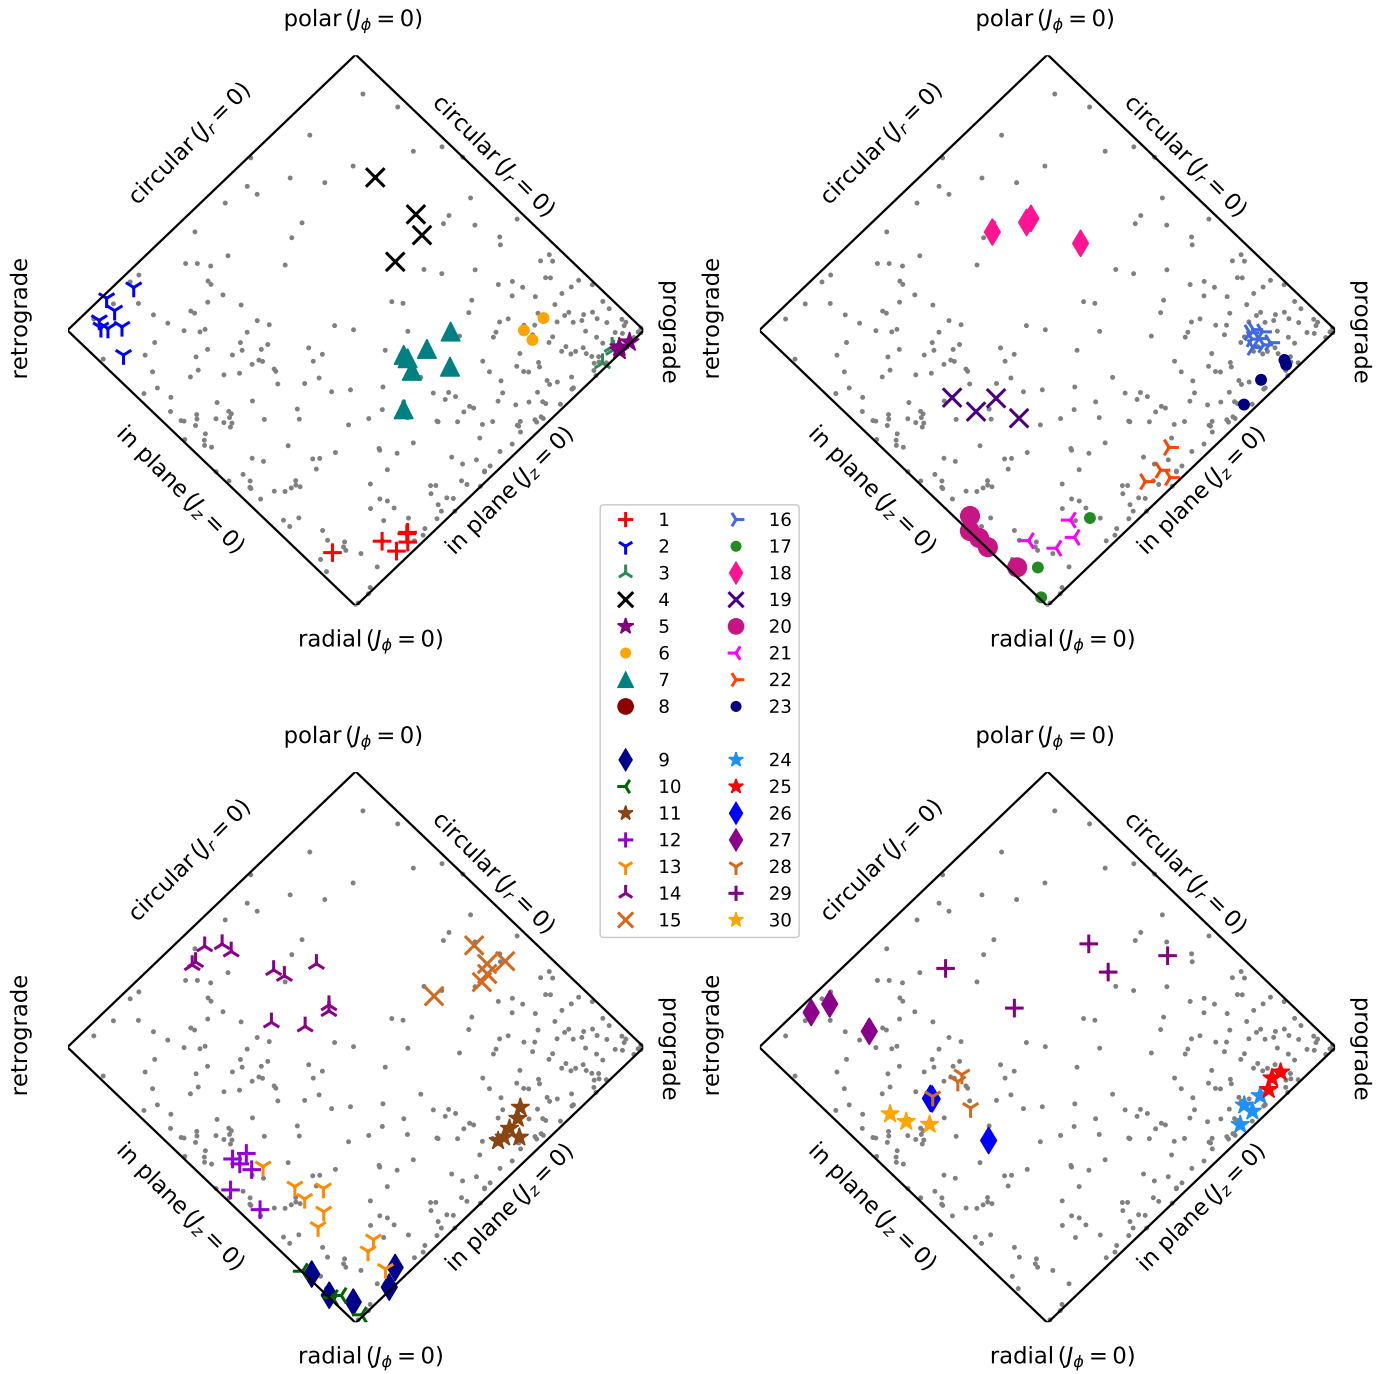 polar (J_ϕ = 0)
polar (J_ϕ = 0)
circular (J_r = 0)
circular (J_r = 0)
circular (J_r = 0)
circular (J_r = 0)
retrograde
prograde
retrograde
prograde
in plane (J_z = 0)
in plane (J_z = 0)
in plane (J_z = 0)
in plane (J_z = 0)
radial (J_ϕ = 0)
radial (J_ϕ = 0)
1 16
2 17
3 18
4 19
5 20
6 21
7 22
8 23
9 24
10 25
11 26
12 27
13 28
14 29
15 30
polar (J_ϕ = 0)
polar (J_ϕ = 0)
circular (J_r = 0)
circular (J_r = 0)
circular (J_r = 0)
circular (J_r = 0)
retrograde
prograde
retrograde
prograde
in plane (J_z = 0)
in plane (J_z = 0)
in plane (J_z = 0)
in plane (J_z = 0)
radial (J_ϕ = 0)
radial (J_ϕ = 0)